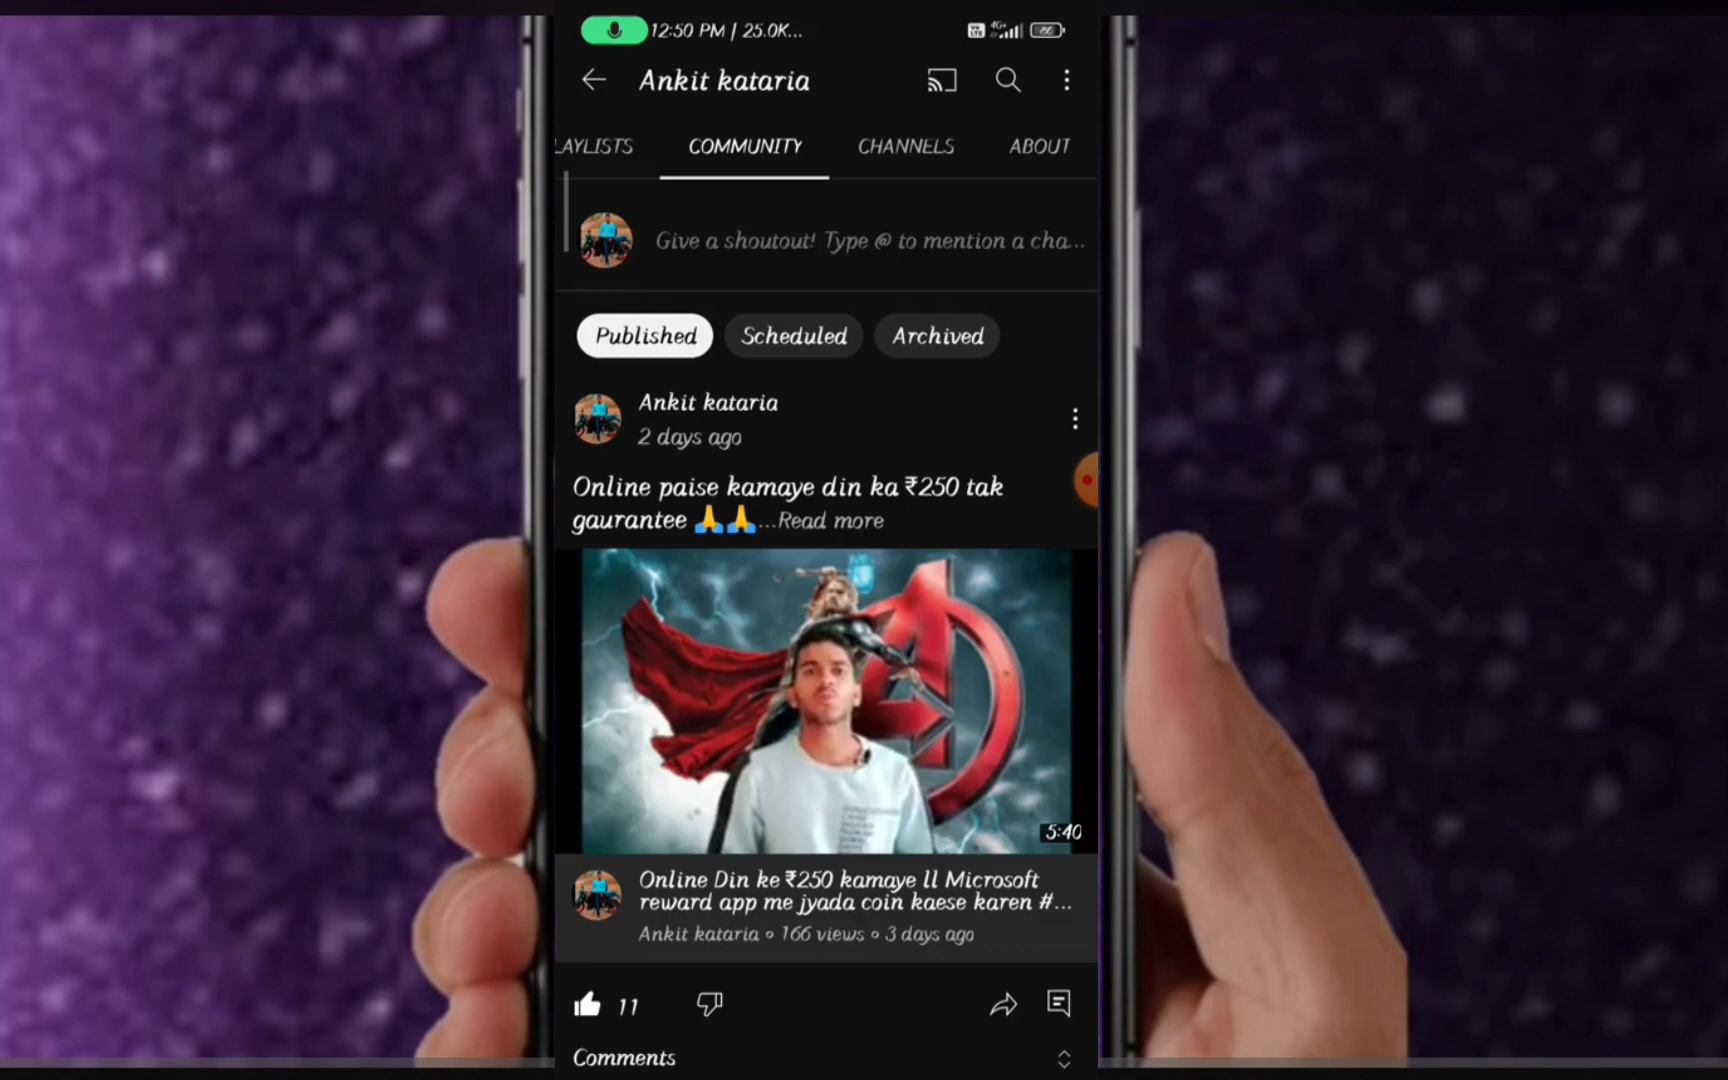 12:50 PM | 25.0K...
4G+
80
Ankit kataria
LAYLISTS
COMMUNITY
CHANNELS
ABOUT
Give a shoutout! Type @ to mention a cha...
Published
Scheduled
Archived
Ankit kataria
2 days ago
Online paise kamaye din ka ₹250 tak
gaurantee 🙏🙏...Read more
5:40
Online Din ke ₹250 kamaye ll Microsoft
reward app me jyada coin kaese karen #...
Ankit kataria ∘ 166 views ∘ 3 days ago
11
Comments